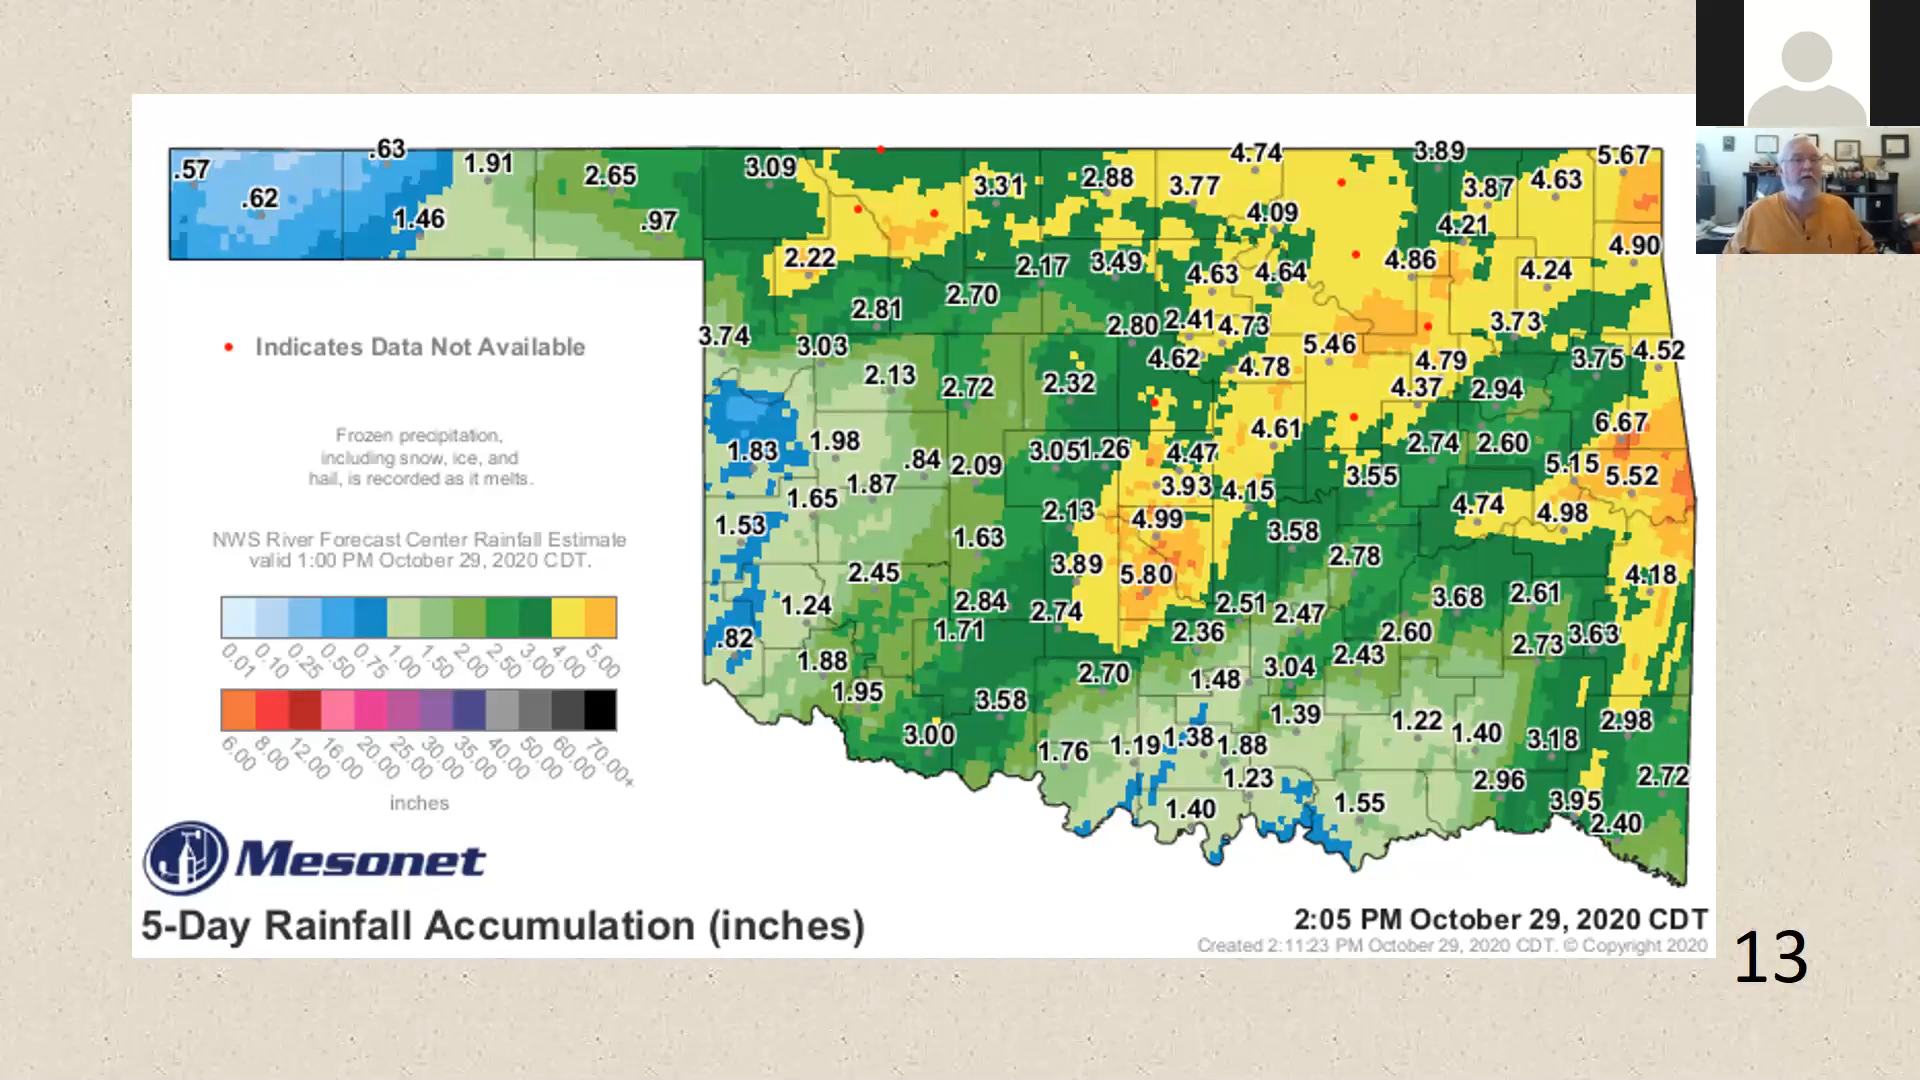 .57 .63 1.91 2.65 3.09 3.31 2.88 3.77 4.74 3.89 3.87 4.63 5.67
.62 1.46 .97 4.09 4.21
2.22 2.17 3.49 4.63 4.64 4.86 4.24 4.90
2.81 2.70
3.74 3.03 2.80 2.41 4.73 5.46 3.73
2.13 2.72 2.32 4.62 4.78 4.79 3.75 4.52
4.37 2.94
1.83 1.98 .84 2.09 3.05 1.26 4.47 4.61 2.74 2.60 6.67
1.65 1.87 3.93 4.15 3.55 5.15 5.52
1.53 1.63 2.13 4.99 3.58 4.74 4.98
2.45 3.89 5.80 2.78 4.18
1.24 2.84 2.74 2.51 2.47 3.68 2.61
.82 1.71 2.36 2.60 2.73 3.63
1.88 2.70 1.48 3.04 2.43
1.95 3.58 1.39 1.22 1.40 2.98
3.00 1.76 1.19 1.38 1.88 3.18
1.23 2.96 2.72
1.40 1.55 3.95 2.40
Indicates Data Not Available
Frozen precipitation,
including snow, ice, and
hail, is recorded as it melts.
NWS River Forecast Center Rainfall Estimate
valid 1:00 PM October 29, 2020 CDT.
0.01 0.10 0.25 0.50 0.75 1.00 1.50 2.00 2.50 3.00 4.00 5.00
6.00 8.00 12.00 16.00 20.00 25.00 30.00 35.00 40.00 50.00 60.00 70.00+
inches
Mesonet
5-Day Rainfall Accumulation (inches)
2:05 PM October 29, 2020 CDT
Created 2:11:23 PM October 29, 2020 CDT. © Copyright 2020
13